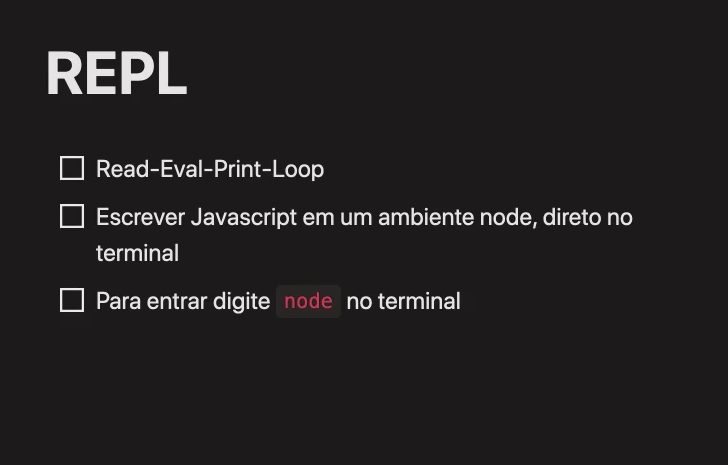 REPL
Read-Eval-Print-Loop
Escrever Javascript em um ambiente node, direto no
terminal
Para entrar digite node no terminal